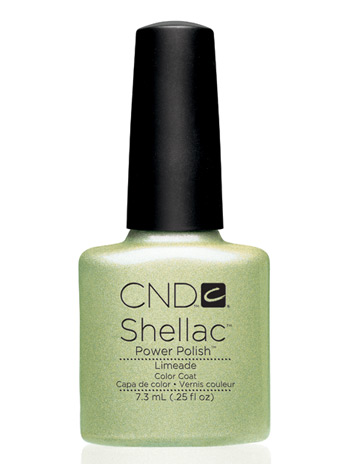 CND
Shellac™
Power Polish™
Limeade
Color Coat
Capa de color • Vernis couleur
7.3 mL (.25 fl oz)